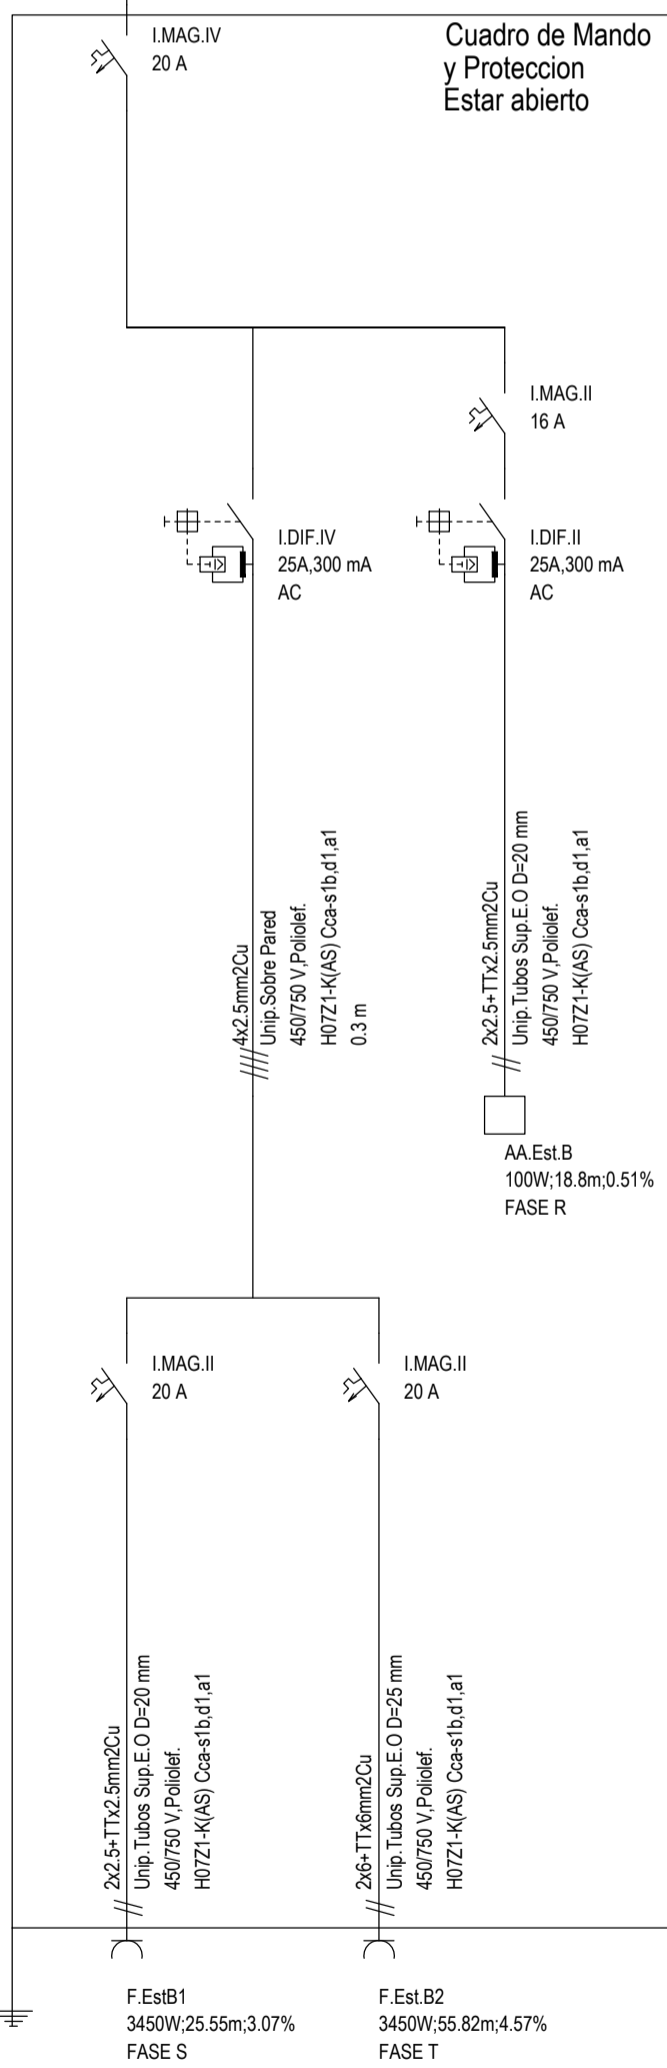 Cuadro de Mando
y Proteccion
Estar abierto
I.MAG.IV
20 A
I.MAG.II
16 A
I.DIF.IV
25A,300 mA
AC
I.DIF.II
25A,300 mA
AC
4x2.5mm2Cu
Unip.Sobre Pared
450/750 V,Poliolef.
H07Z1-K(AS) Cca-s1b,d1,a1
0.3 m
2x2.5+TTx2.5mm2Cu
Unip.Tubos Sup.E.O D=20 mm
450/750 V,Poliolef.
H07Z1-K(AS) Cca-s1b,d1,a1
AA.Est.B
100W;18.8m;0.51%
FASE R
I.MAG.II
20 A
I.MAG.II
20 A
2x2.5+TTx2.5mm2Cu
Unip.Tubos Sup.E.O D=20 mm
450/750 V,Poliolef.
H07Z1-K(AS) Cca-s1b,d1,a1
2x6+TTx6mm2Cu
Unip.Tubos Sup.E.O D=25 mm
450/750 V,Poliolef.
H07Z1-K(AS) Cca-s1b,d1,a1
F.EstB1
3450W;25.55m;3.07%
FASE S
F.Est.B2
3450W;55.82m;4.57%
FASE T